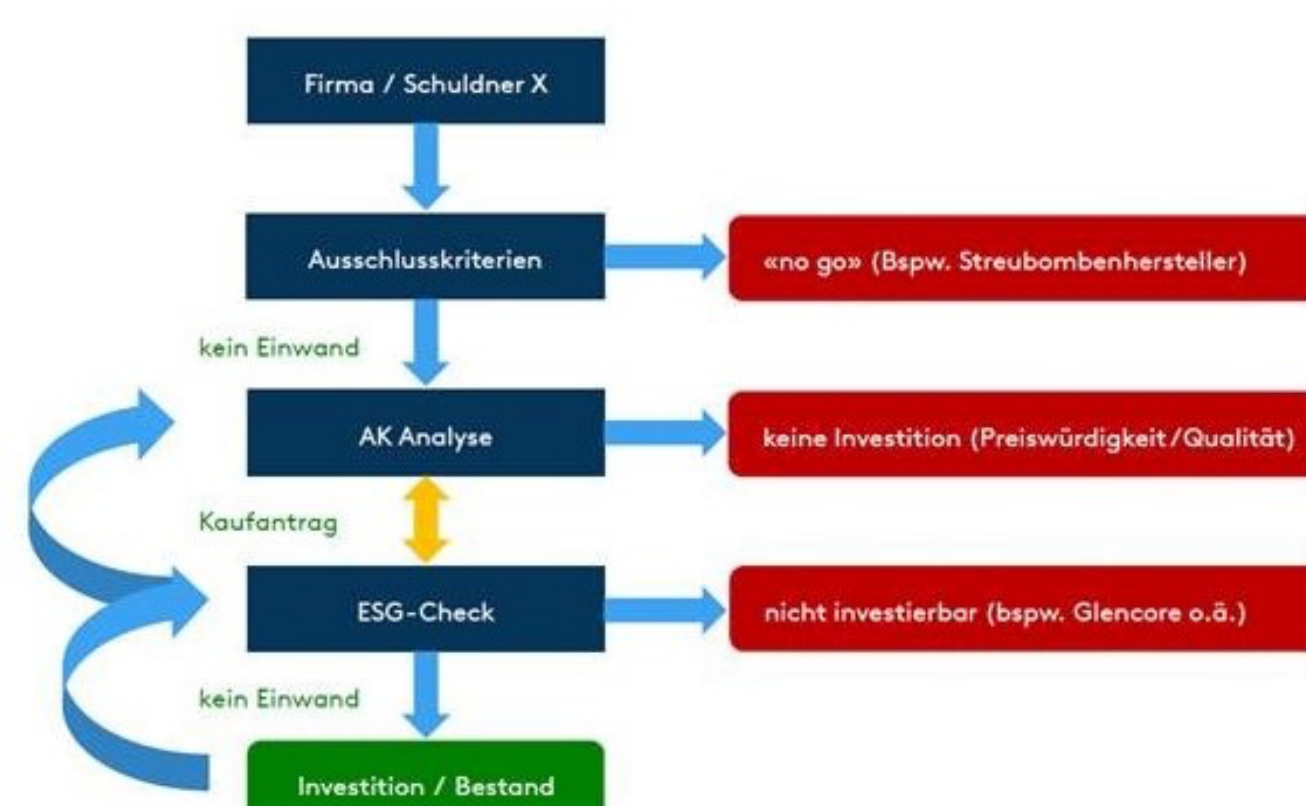 Firma / Schuldner X
Ausschlusskriterien
«no go» (Bspw. Streubombenhersteller)
kein Einwand
AK Analyse
keine Investition (Preiswürdigkeit/Qualität)
Kaufantrag
ESG-Check
nicht investierbar (bspw. Glencore o.ä.)
kein Einwand
Investition / Bestand